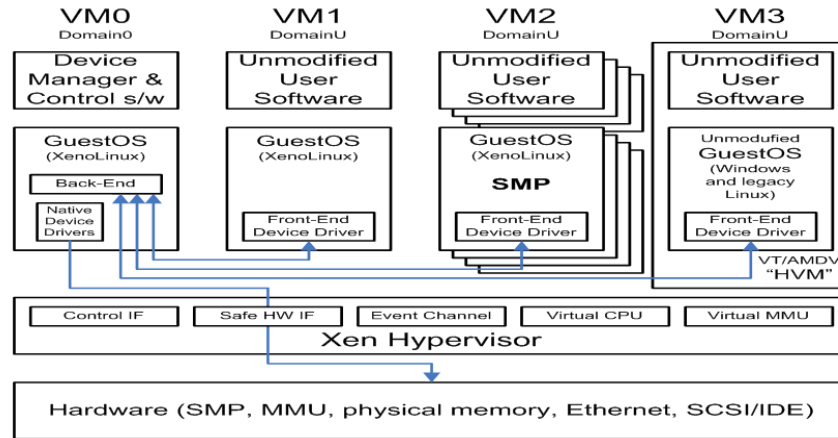 VM0
Domain0
VM1
DomainU
VM2
DomainU
VM3
DomainU
Device
Manager &
Control s/w
Unmodified
User
Software
Unmodified
User
Software
Unmodified
User
Software
GuestOS
(XenoLinux)
Back-End
Native
Device
Drivers
GuestOS
(XenoLinux)
Front-End
Device Driver
GuestOS
(XenoLinux)
SMP
Front-End
Device Driver
Unmodufied
GuestOS
(Windows
and legacy
Linux)
Front-End
Device Driver
VT/AMDV
“HVM”
Control IF
Safe HW IF
Event Channel
Virtual CPU
Virtual MMU
Xen Hypervisor
Hardware (SMP, MMU, physical memory, Ethernet, SCSI/IDE)